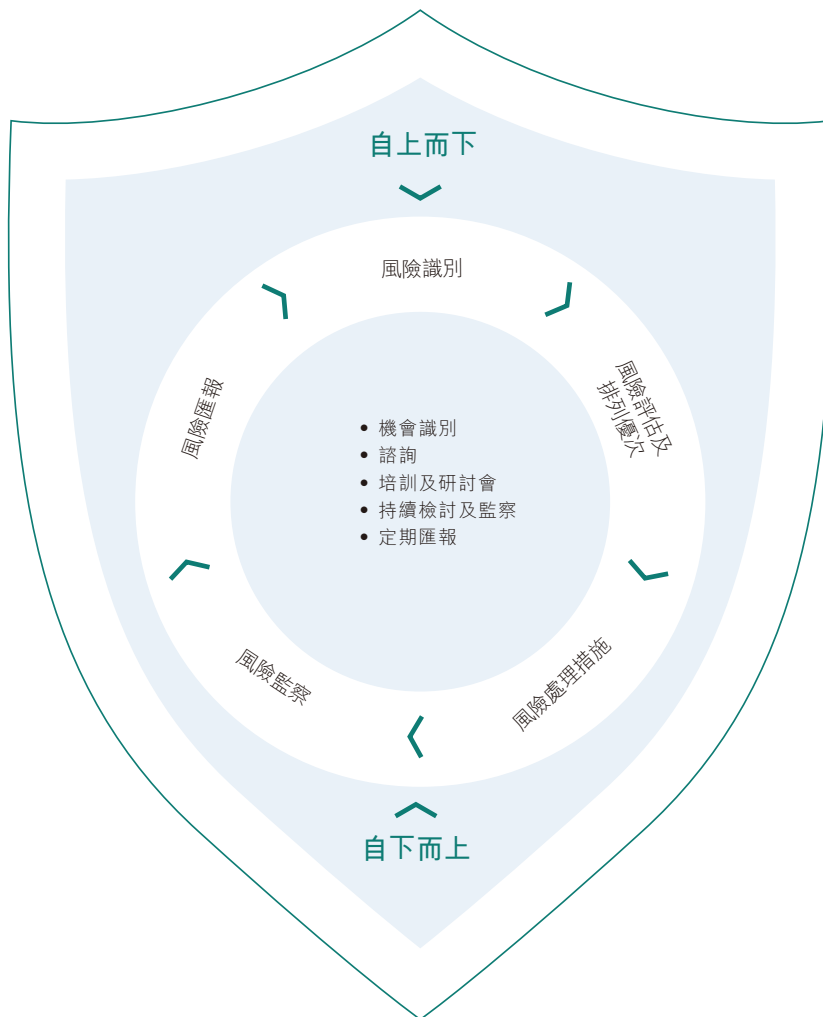 自上而下
風險識別
風險評估及
排列優次
風險處理措施
風險監察
風險匯報
• 機會識別
• 諮詢
• 培訓及研討會
• 持續檢討及監察
• 定期匯報
自下而上